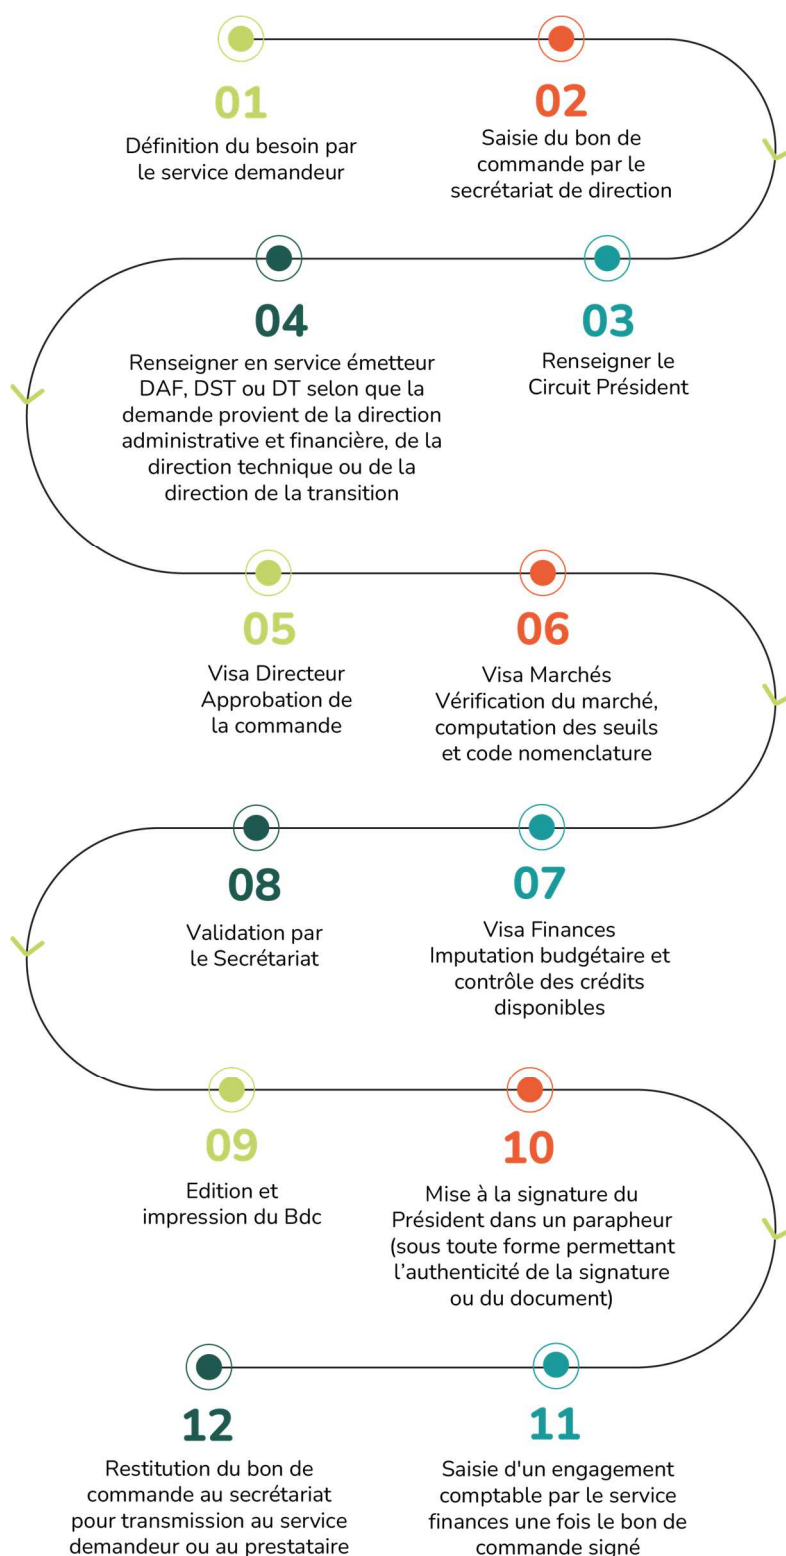 01
Définition du besoin par
le service demandeur
02
Saisie du bon de
commande par le
secrétariat de direction
03
Renseigner le
Circuit Président
04
Renseigner en service émetteur
DAF, DST ou DT selon que la
demande provient de la direction
administrative et financière, de la
direction technique ou de la
direction de la transition
05
Visa Directeur
Approbation de
la commande
06
Visa Marchés
Vérification du marché,
computation des seuils
et code nomenclature
07
Visa Finances
Imputation budgétaire et
contrôle des crédits
disponibles
08
Validation par
le Secrétariat
09
Edition et
impression du Bdc
10
Mise à la signature du
Président dans un parapheur
(sous toute forme permettant
l’authenticité de la signature
ou du document)
11
Saisie d'un engagement
comptable par le service
finances une fois le bon de
commande signé
12
Restitution du bon de
commande au secrétariat
pour transmission au service
demandeur ou au prestataire